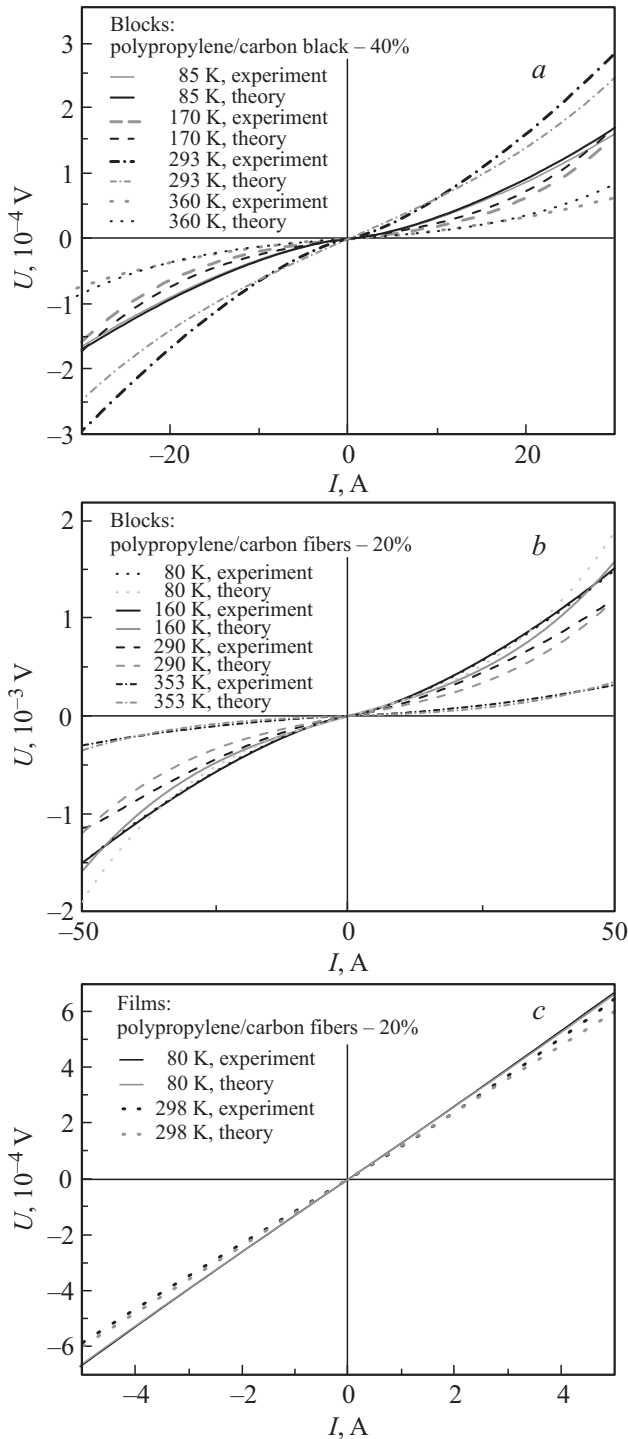 Blocks:
polypropylene/carbon black – 40%
a
85 K, experiment
85 K, theory
170 K, experiment
170 K, theory
293 K, experiment
293 K, theory
360 K, experiment
360 K, theory
3
2
1
0
–1
–2
–3
U, 10–4 V
–20
0
20
I, A
Blocks:
polypropylene/carbon fibers – 20%
b
80 K, experiment
80 K, theory
160 K, experiment
160 K, theory
290 K, experiment
290 K, theory
353 K, experiment
353 K, theory
2
1
0
–1
–2
U, 10–3 V
–50
0
50
I, A
Films:
polypropylene/carbon fibers – 20%
c
80 K, experiment
80 K, theory
298 K, experiment
298 K, theory
6
4
2
0
–2
–4
–6
U, 10–4 V
–4
–2
0
2
4
I, A